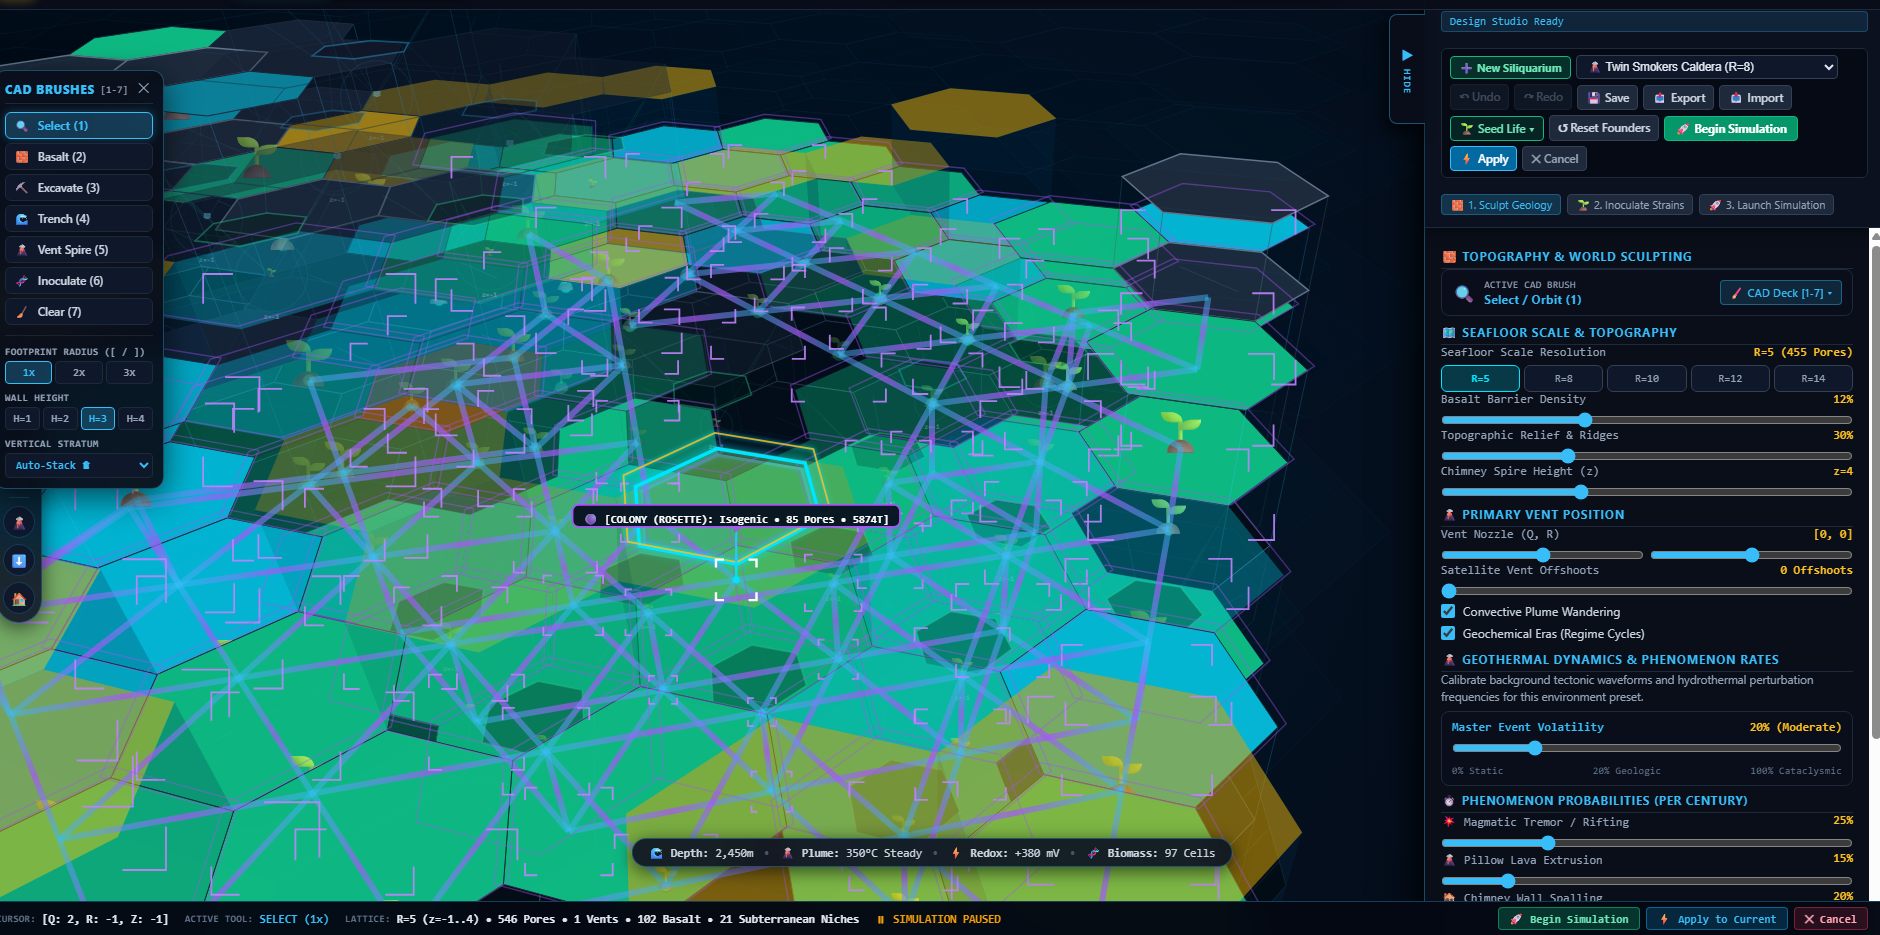 CAD BRUSHES [1-7]
Select (1)
Basalt (2)
Excavate (3)
Trench (4)
Vent Spire (5)
Inoculate (6)
Clear (7)
FOOTPRINT RADIUS ([ / ])
1x 2x 3x
WALL HEIGHT
H=1 H=2 H=3 H=4
VERTICAL STRATUM
Auto-Stack
[COLONY (ROSETTE): Isogenic • 85 Pores • 5874T]
Depth: 2,450m • Plume: 350°C Steady • Redox: +380 mV • Biomass: 97 Cells
HIDE
Design Studio Ready
New Siliquarium Twin Smokers Caldera (R=8)
Undo Redo Save Export Import
Seed Life Reset Founders Begin Simulation
Apply Cancel
1. Sculpt Geology 2. Inoculate Strains 3. Launch Simulation
TOPOGRAPHY & WORLD SCULPTING
ACTIVE CAD BRUSH
Select / Orbit (1)
CAD Deck [1-7]
SEAFLOOR SCALE & TOPOGRAPHY
Seafloor Scale Resolution R=5 (455 Pores)
R=5 R=8 R=10 R=12 R=14
Basalt Barrier Density 12%
Topographic Relief & Ridges 30%
Chimney Spire Height (z) z=4
PRIMARY VENT POSITION
Vent Nozzle (Q, R) [0, 0]
Satellite Vent Offshoots 0 Offshoots
Convective Plume Wandering
Geochemical Eras (Regime Cycles)
GEOTHERMAL DYNAMICS & PHENOMENON RATES
Calibrate background tectonic waveforms and hydrothermal perturbation
frequencies for this environment preset.
Master Event Volatility 20% (Moderate)
0% Static 20% Geologic 100% Cataclysmic
PHENOMENON PROBABILITIES (PER CENTURY)
Magmatic Tremor / Rifting 25%
Pillow Lava Extrusion 15%
Chimney Wall Spalling 20%
CURSOR: [Q: 2, R: -1, Z: -1] ACTIVE TOOL: SELECT (1x) LATTICE: R=5 (z=-1..4) • 546 Pores • 1 Vents • 102 Basalt • 21 Subterranean Niches SIMULATION PAUSED
Begin Simulation Apply to Current Cancel